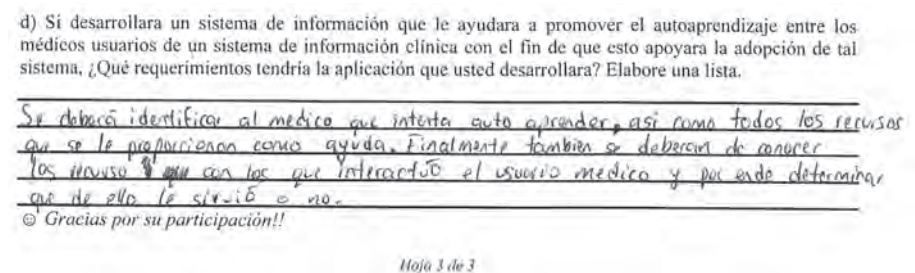 d) Si desarrollara un sistema de información que le ayudara a promover el autoaprendizaje entre los
médicos usuarios de un sistema de información clínica con el fin de que esto apoyara la adopción de tal
sistema, ¿Qué requerimientos tendría la aplicación que usted desarrollara? Elabore una lista.
Se deberá identificar al medico que intenta auto aprender, asi como todos los recursos
que se le proporcionan como ayuda. Finalmente tambien se deberan de conocer
los recurso con los que interactuó el usuario medico y por ende determinar
que de ello le sirvió o no.
☺ Gracias por su participación!!
Hoja 3 de 3